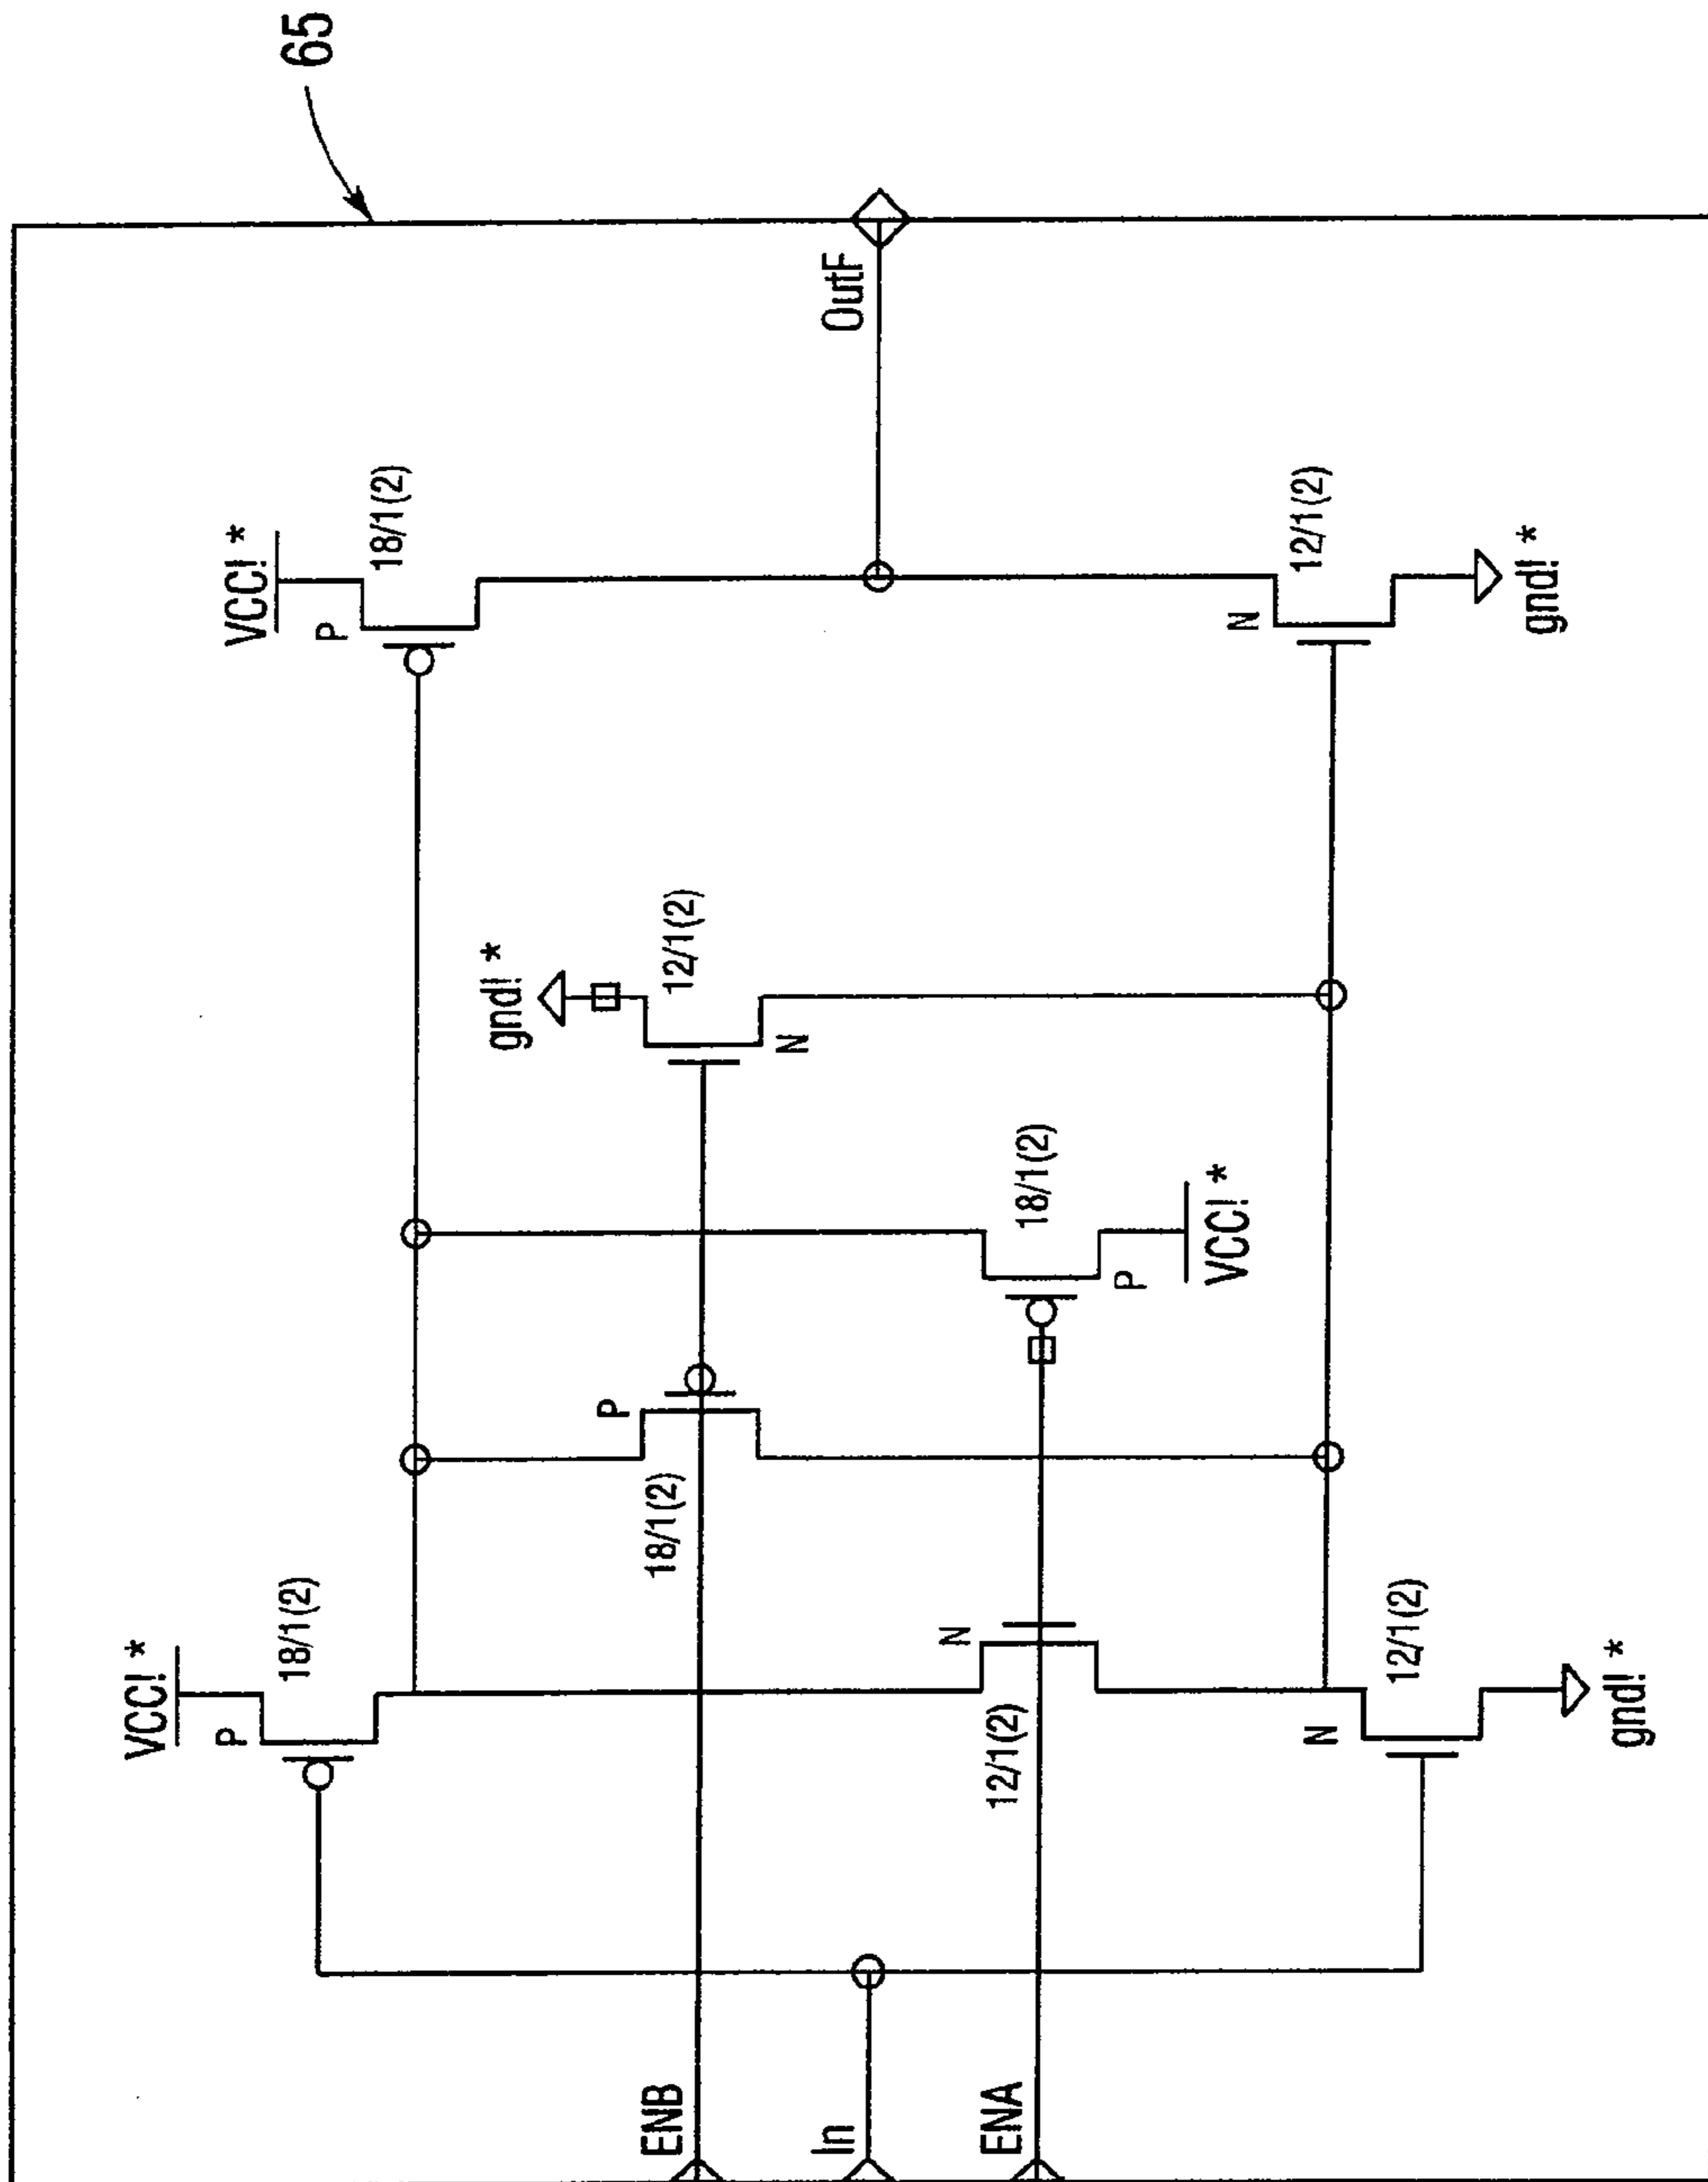 65
VCC! *
P
18/1(2)
VCC! *
P
18/1(2)
gnd! *
12/1(2)
N
P
18/1(2)
ENB
OutF
In
N
12/1(2)
18/1(2)
P
VCC! *
ENA
N
12/1(2)
gnd! *
N
12/1(2)
gnd! *